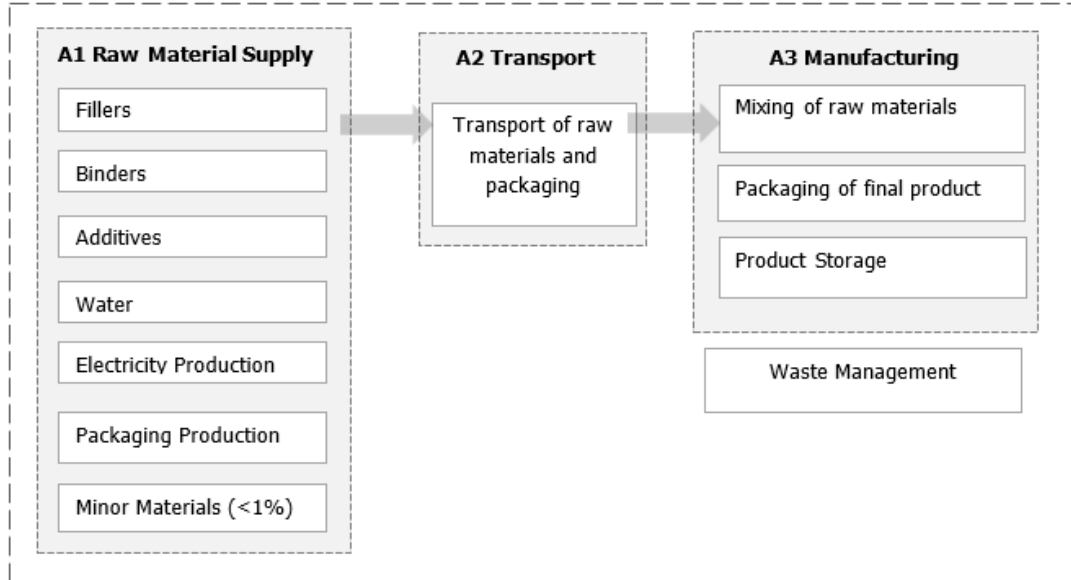 A1 Raw Material Supply
Fillers
Binders
Additives
Water
Electricity Production
Packaging Production
Minor Materials (<1%)
A2 Transport
Transport of raw
materials and
packaging
A3 Manufacturing
Mixing of raw materials
Packaging of final product
Product Storage
Waste Management